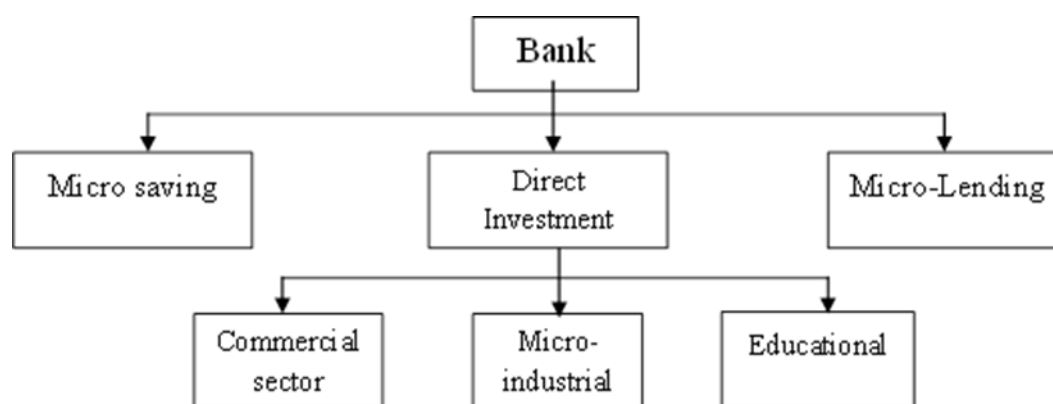 Bank
Micro saving
Direct
Investment
Micro-Lending
Commercial
sector
Micro-
industrial
Educational